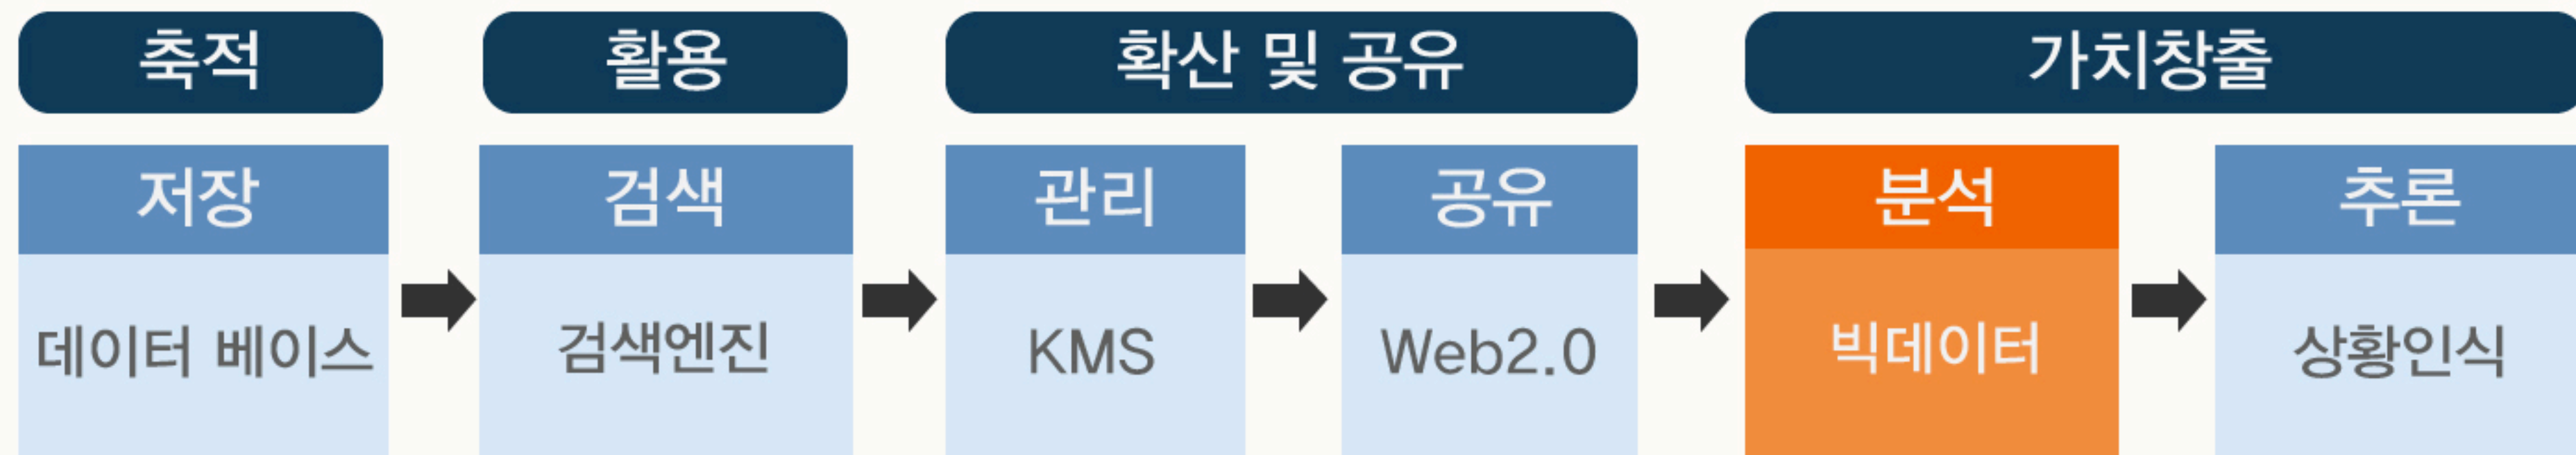 축적
활용
확산 및 공유
가치창출
저장
검색
관리
공유
분석
추론
데이터 베이스
검색엔진
KMS
Web2.0
빅데이터
상황인식